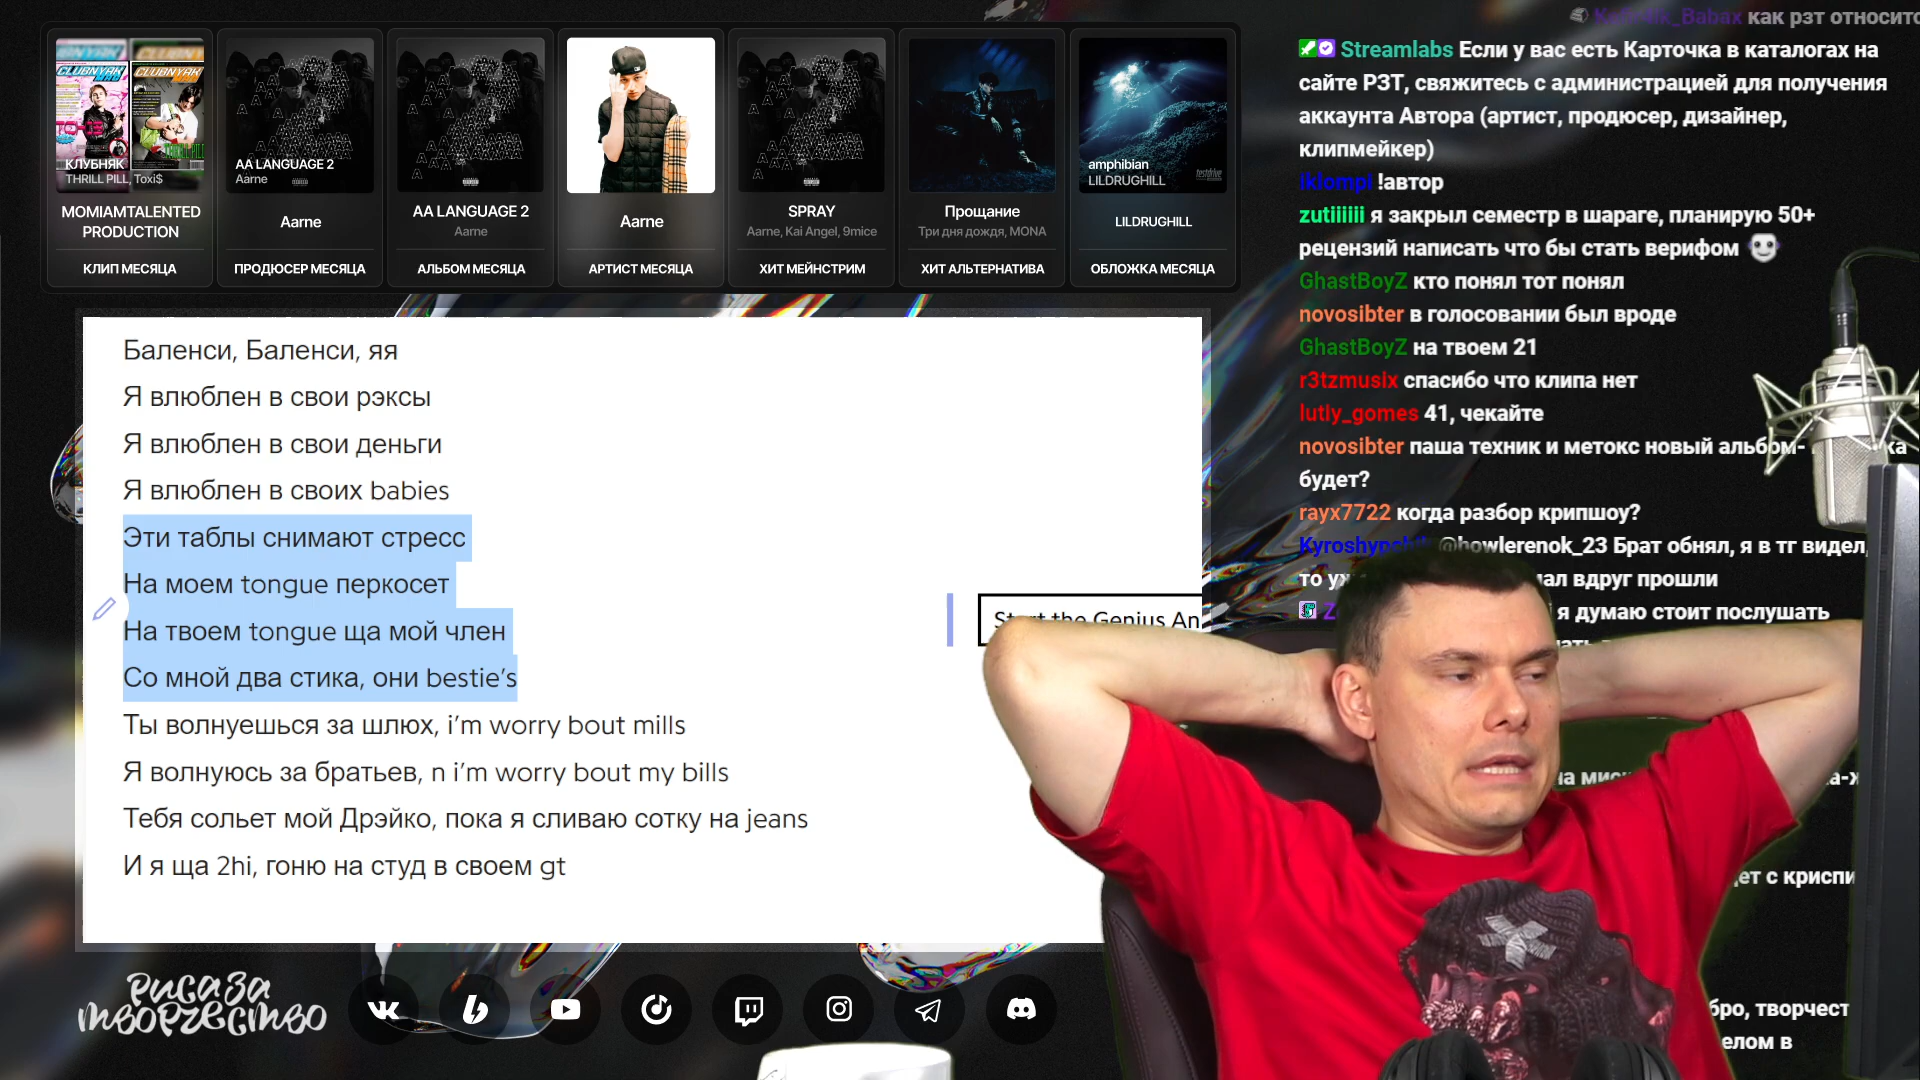 КЛУБНЯК
THRILL PILL, Toxi$
MOMIAMTALENTED
PRODUCTION
КЛИП МЕСЯЦА
AA LANGUAGE 2
Aarne
Aarne
ПРОДЮСЕР МЕСЯЦА
AA LANGUAGE 2
Aarne
АЛЬБОМ МЕСЯЦА
Aarne
АРТИСТ МЕСЯЦА
SPRAY
Aarne, Kai Angel, 9mice
ХИТ МЕЙНСТРИМ
Прощание
Три дня дождя, MONA
ХИТ АЛЬТЕРНАТИВА
amphibian
LILDRUGHILL
LILDRUGHILL
ОБЛОЖКА МЕСЯЦА
Баленси, Баленси, яя
Я влюблен в свои рэксы
Я влюблен в свои деньги
Я влюблен в своих babies
Эти таблы снимают стресс
На моем tongue перкосет
На твоем tongue ща мой член
Со мной два стика, они bestie’s
Ты волнуешься за шлюх, i’m worry bout mills
Я волнуюсь за братьев, n i’m worry bout my bills
Тебя сольет мой Дрэйко, пока я сливаю сотку на jeans
И я ща 2hi, гоню на студ в своем gt
Start the Genius An
РИСАЗА
ТВОРЧЕСТВО
как рзт
Streamlabs Если у вас есть Карточка в каталогах на
сайте РЗТ, свяжитесь с администрацией для получения
аккаунта Автора (артист, продюсер, дизайнер,
клипмейкер)
iklompi !автор
zutiiiiii я закрыл семестр в шараге, планирую 50+
рецензий написать что бы стать верифом
GhastBoyZ кто понял тот понял
novosibter в голосовании был вроде
GhastBoyZ на твоем 21
r3tzmusix спасибо что клипа нет
lutly_gomes 41, чекайте
novosibter паша техник и метокс новый альбом-
будет?
rayx7722 когда разбор крипшоу?
@howlerenok_23 Брат обнял, я в тг видел,
то вдруг прошли
я думаю стоит послушать
с криспи
творчест
в